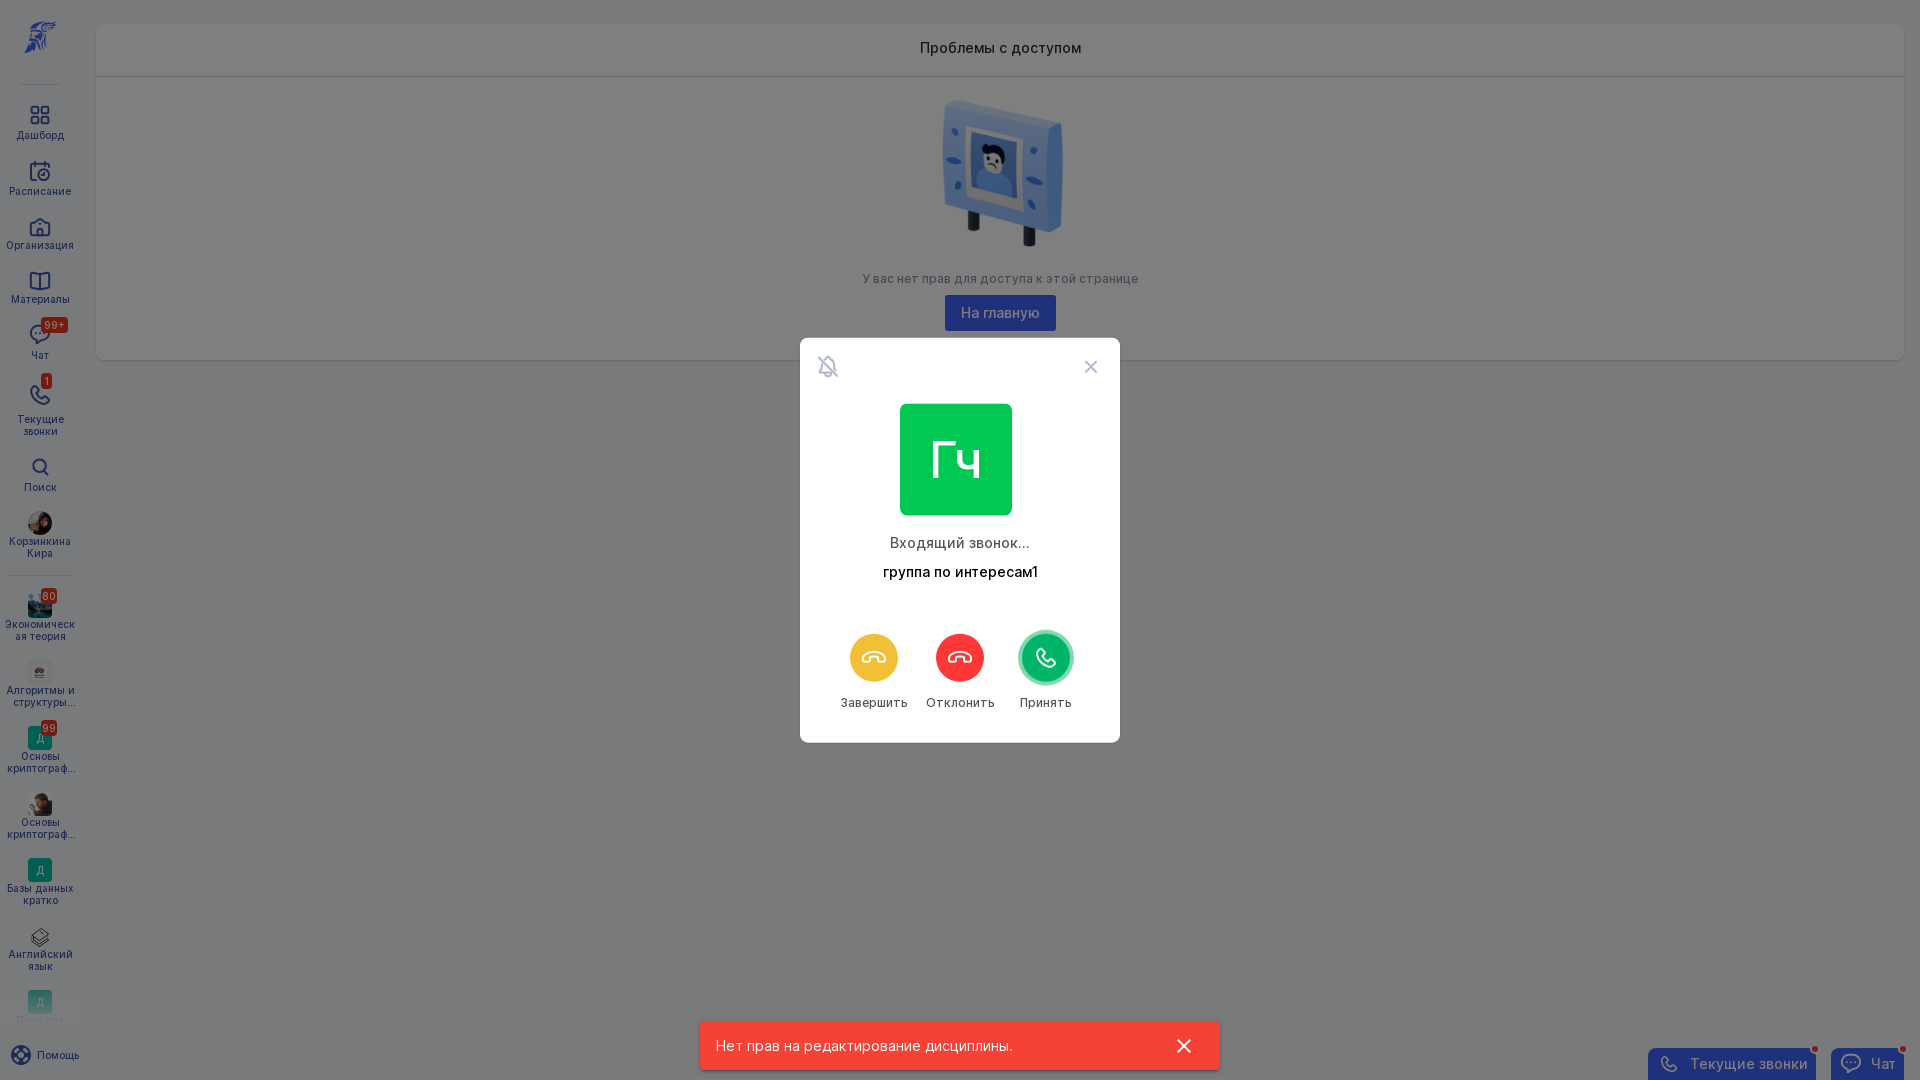 Проблемы с доступом
У вас нет прав для доступа к этой странице
На главную
Дашборд
Расписание
Организация
Материалы
99+
Чат
1
Текущие
звонки
Поиск
Корзинкина
Кира
80
Экономическ
ая теория
Алгоритмы и
структуры...
99
Д
Основы
криптограф...
Основы
криптограф...
Д
Базы данных
кратко
Английский
язык
Д
Помощь
Гч
Входящий звонок...
группа по интересам1
Завершить
Отклонить
Принять
Нет прав на редактирование дисциплины.
Текущие звонки
Чат